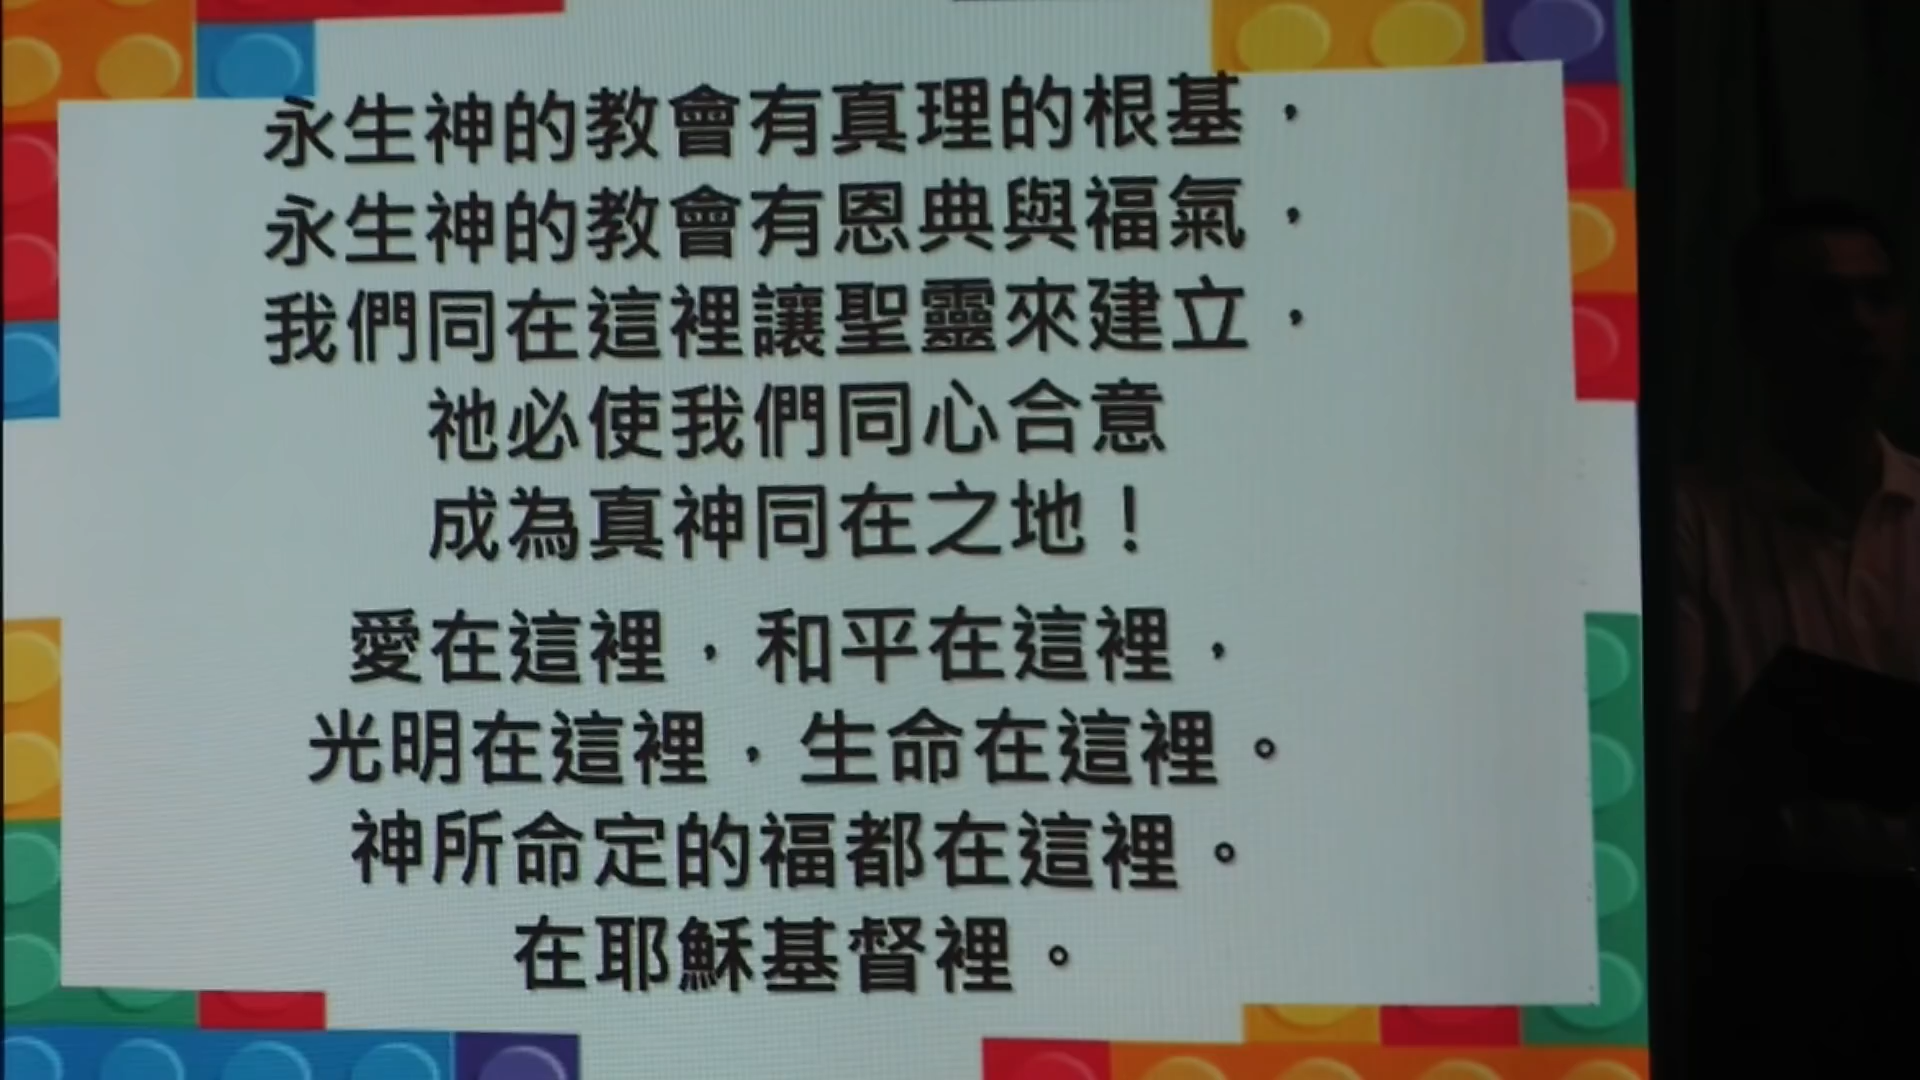 永生神的教會有真理的根基，
永生神的教會有恩典與福氣，
我們同在這裡讓聖靈來建立，
祂必使我們同心合意
成為真神同在之地！
愛在這裡，和平在這裡，
光明在這裡，生命在這裡。
神所命定的福都在這裡。
在耶穌基督裡。